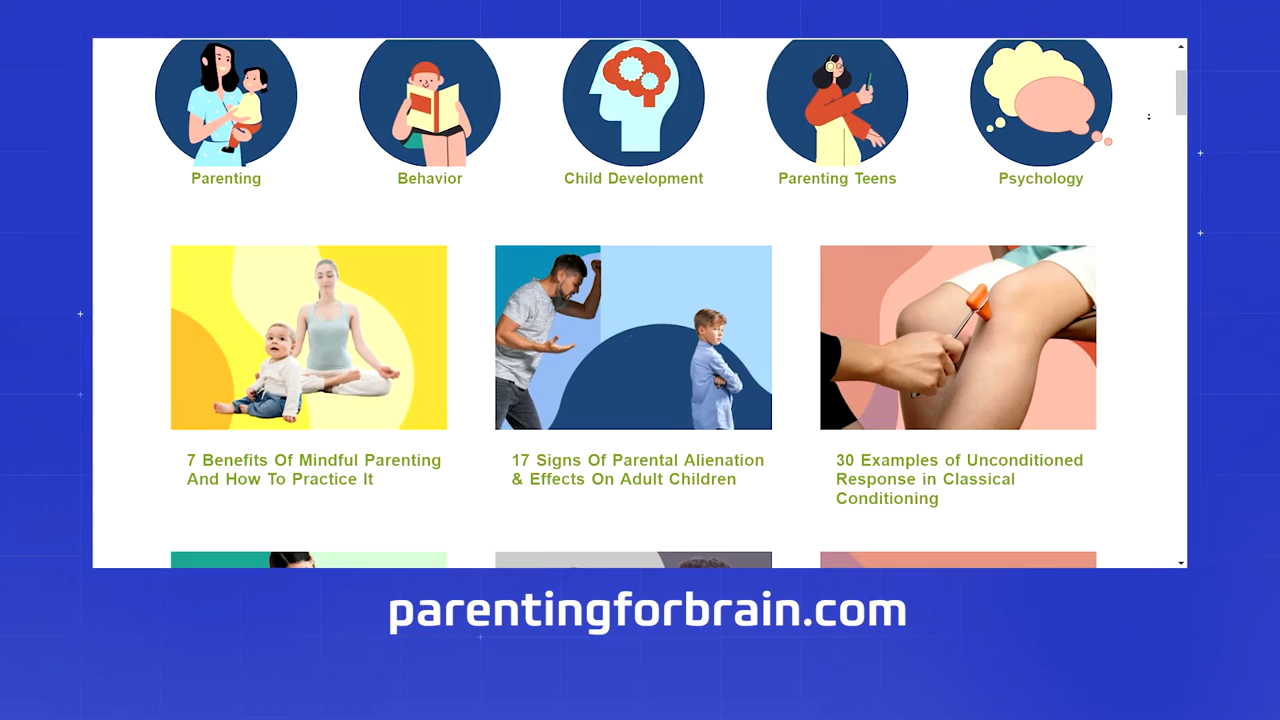 Parenting
Behavior
Child Development
Parenting Teens
Psychology
7 Benefits Of Mindful Parenting
And How To Practice It
17 Signs Of Parental Alienation
& Effects On Adult Children
30 Examples of Unconditioned
Response in Classical
Conditioning
parentingforbrain.com